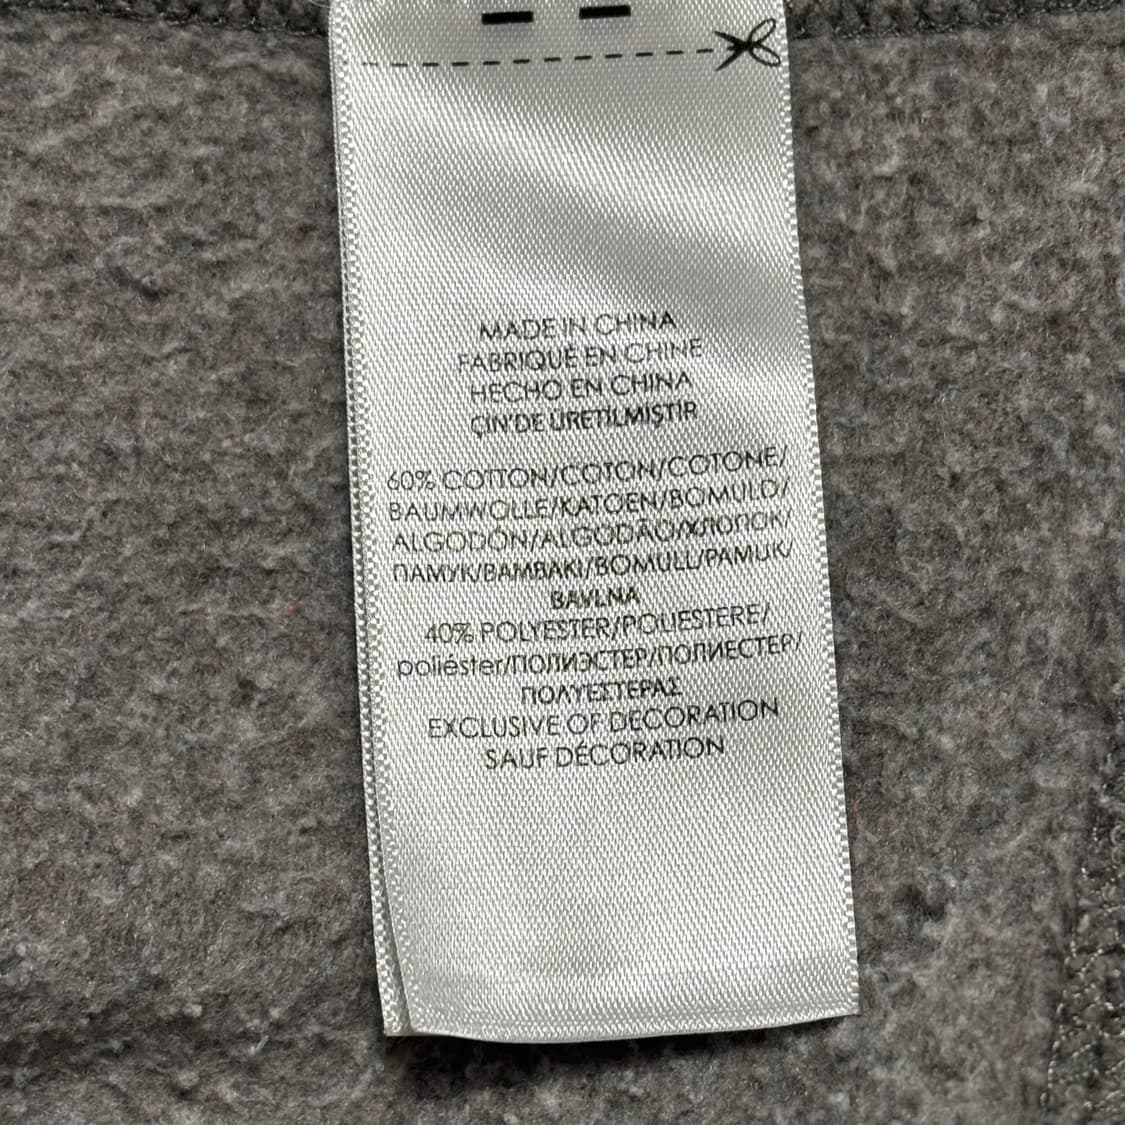 MADE IN CHINA
FABRIQUÉ EN CHINE
HECHO EN CHINA
ÇIN'DE ÜRETILMIŞTIR
60% COTTON/COTON/COTONE/
BAUMWOLLE/KATOEN/BOMULD/
ALGODÓN/ALGODÃO/ХЛОПОК/
ПАМУК/BAMBAKI/BOMULL/PAMUK/
BAVLNA
40% POLYESTER/POLIESTERE/
poliéster/ПОЛИЭСТЕР/ПОЛИЕСТЕР/
ΠΟΛΥΕΣΤΕΡΑΣ
EXCLUSIVE OF DECORATION
SAUF DÉCORATION